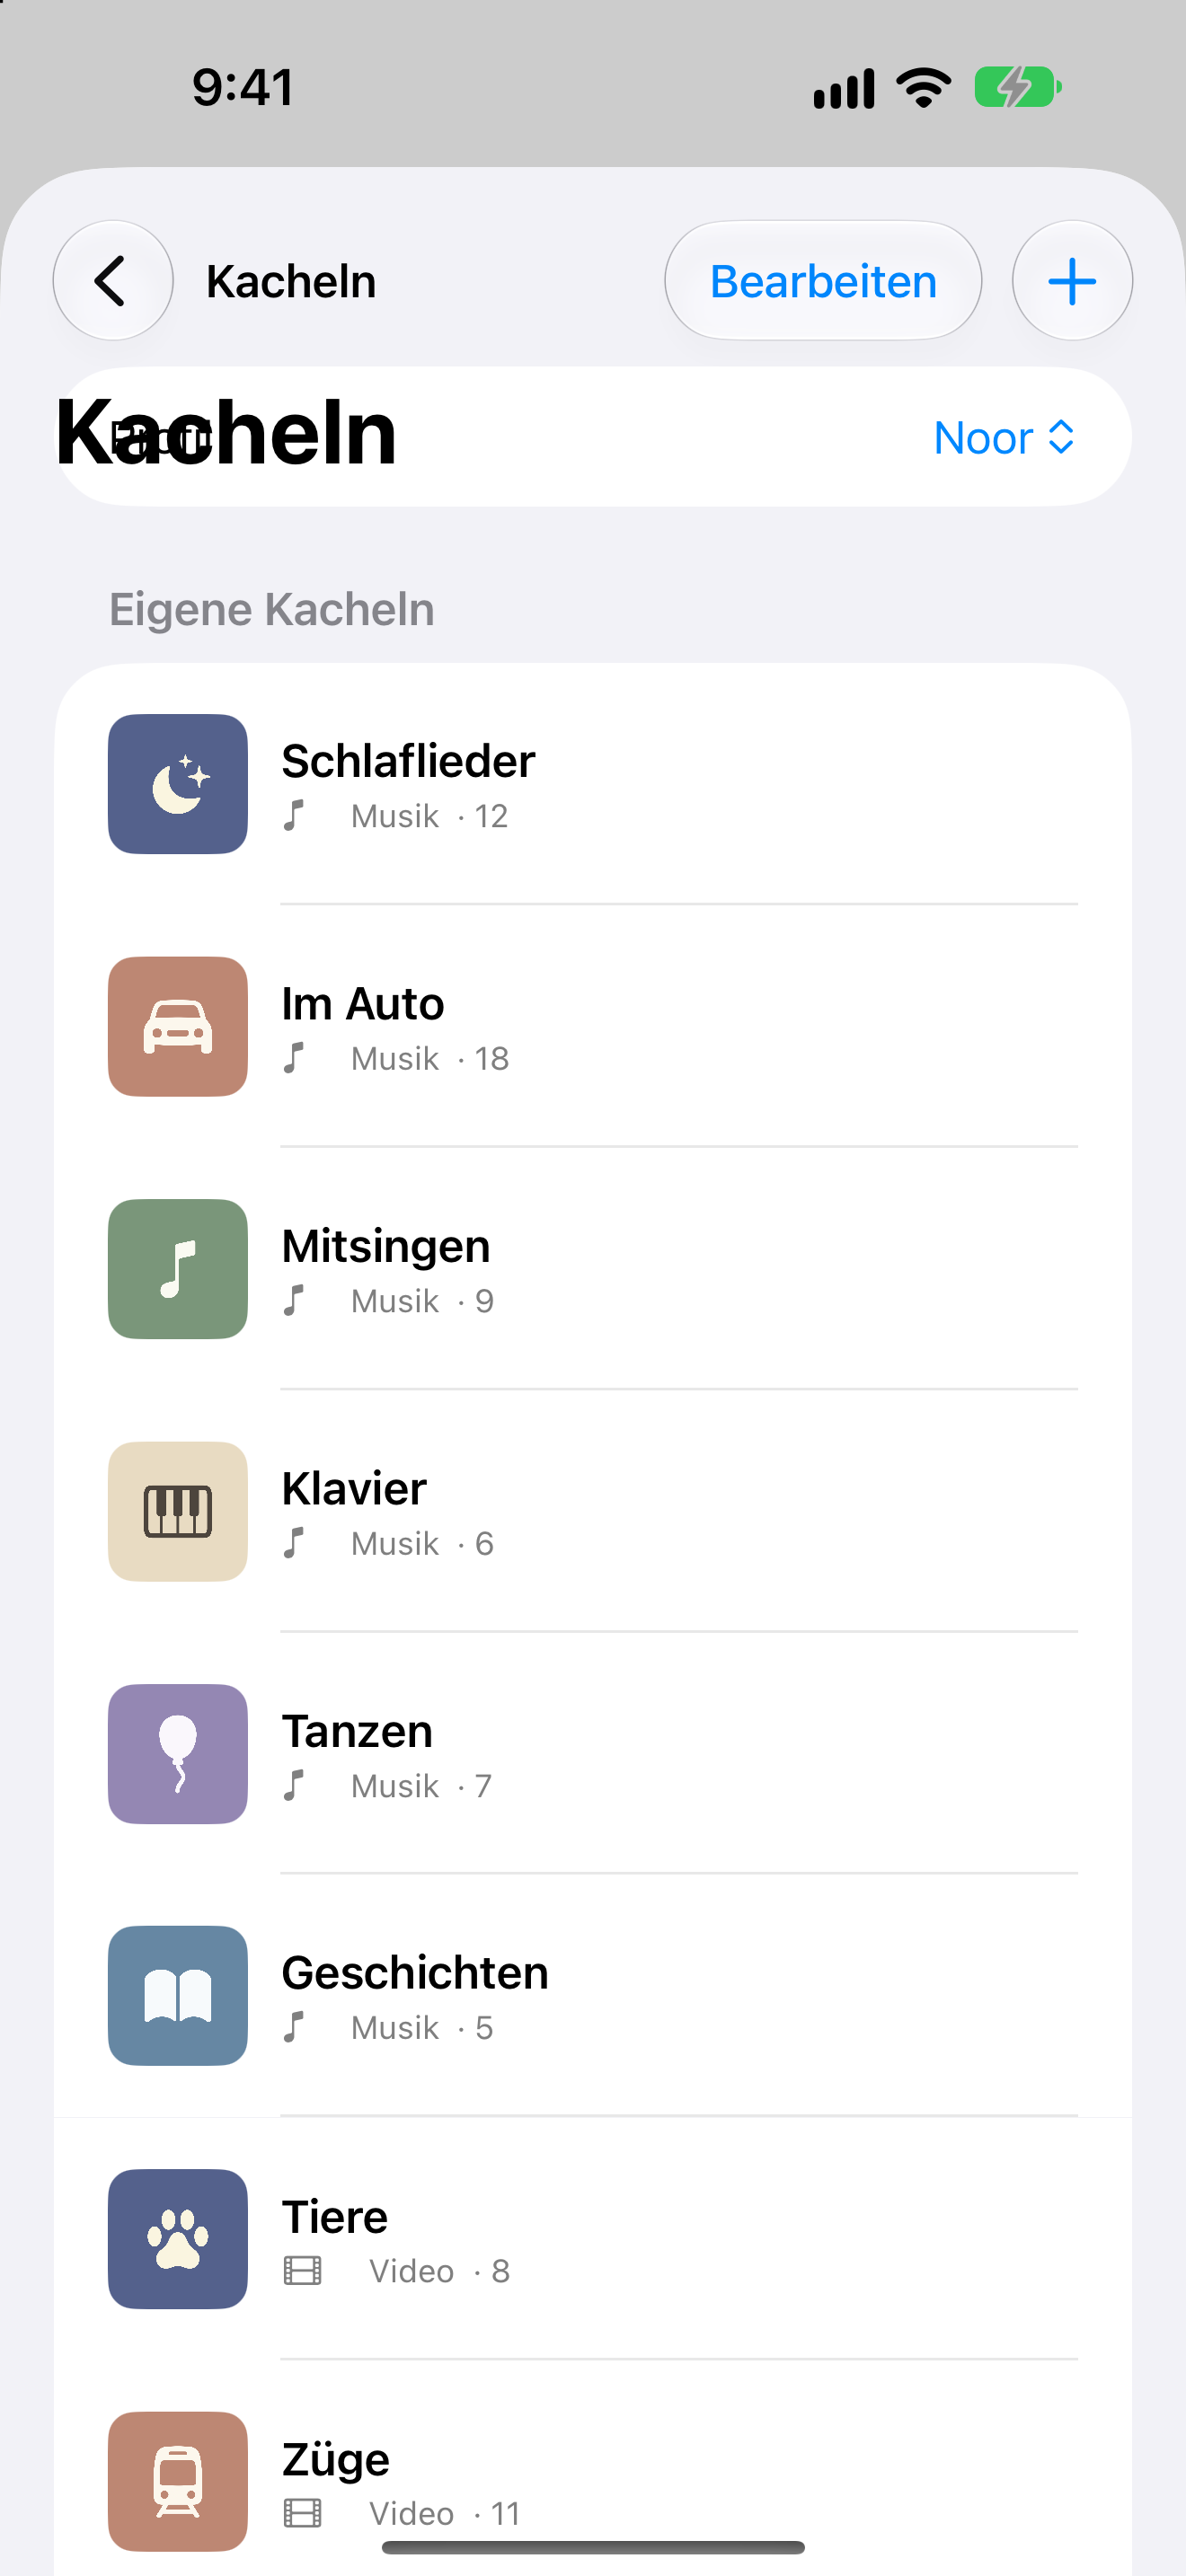 9:41
Kacheln
Bearbeiten
Kacheln
Profil
Noor
Eigene Kacheln
Schlaflieder
Musik · 12
Im Auto
Musik · 18
Mitsingen
Musik · 9
Klavier
Musik · 6
Tanzen
Musik · 7
Geschichten
Musik · 5
Tiere
Video · 8
Züge
Video · 11